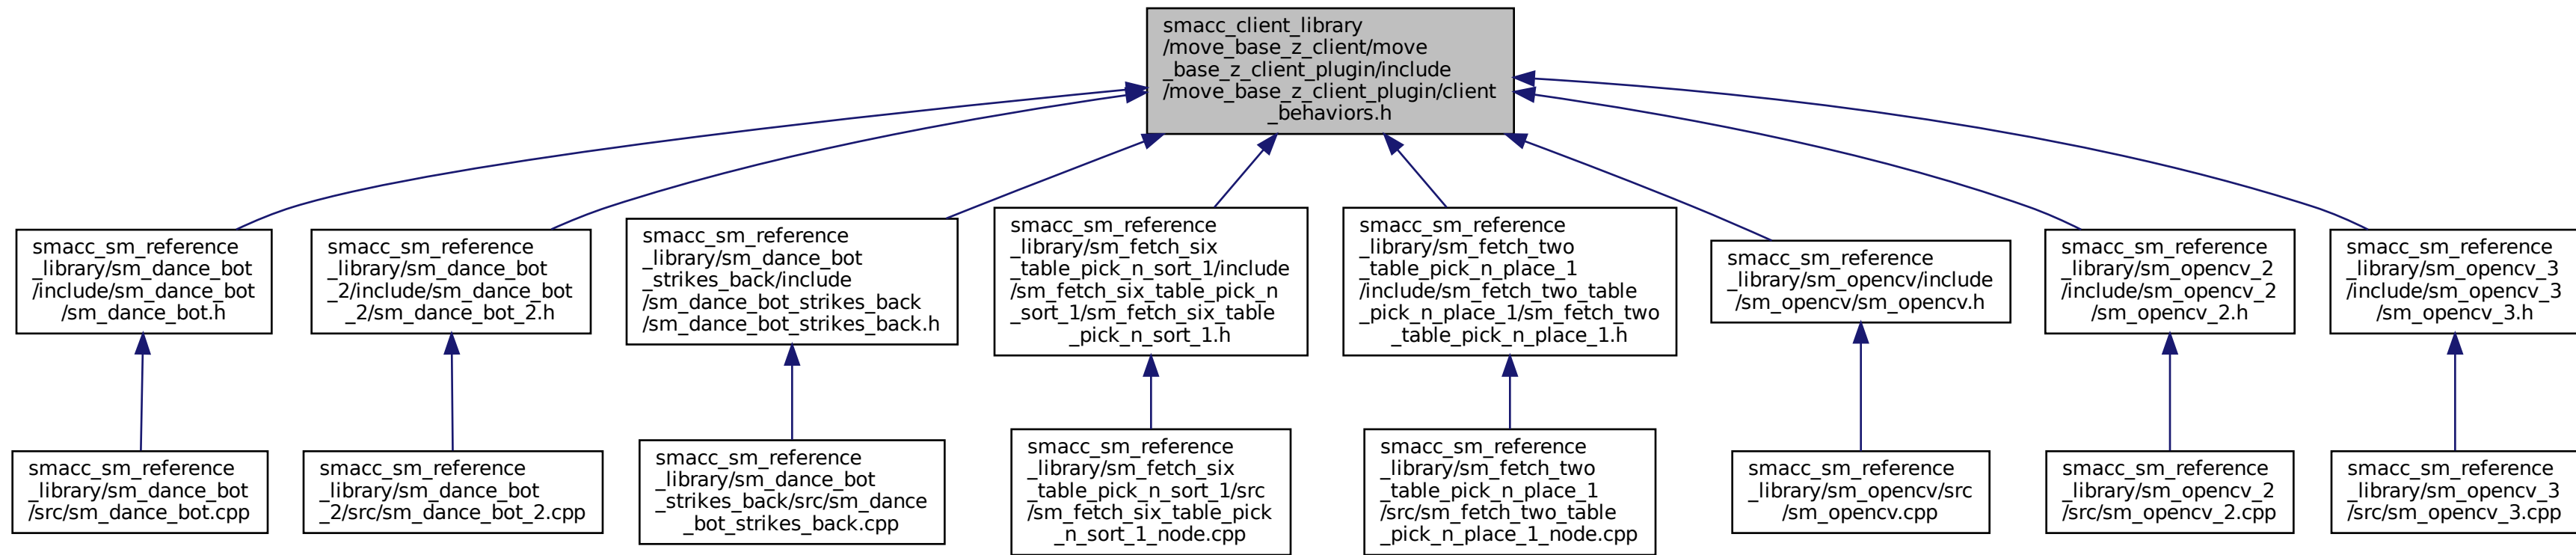 smacc_client_library
/move_base_z_client/move
_base_z_client_plugin/include
/move_base_z_client_plugin/client
_behaviors.h
smacc_sm_reference
_library/sm_dance_bot
/include/sm_dance_bot
/sm_dance_bot.h
smacc_sm_reference
_library/sm_dance_bot
_2/include/sm_dance_bot
_2/sm_dance_bot_2.h
smacc_sm_reference
_library/sm_dance_bot
_strikes_back/include
/sm_dance_bot_strikes_back
/sm_dance_bot_strikes_back.h
smacc_sm_reference
_library/sm_fetch_six
_table_pick_n_sort_1/include
/sm_fetch_six_table_pick_n
_sort_1/sm_fetch_six_table
_pick_n_sort_1.h
smacc_sm_reference
_library/sm_fetch_two
_table_pick_n_place_1
/include/sm_fetch_two_table
_pick_n_place_1/sm_fetch_two
_table_pick_n_place_1.h
smacc_sm_reference
_library/sm_opencv/include
/sm_opencv/sm_opencv.h
smacc_sm_reference
_library/sm_opencv_2
/include/sm_opencv_2
/sm_opencv_2.h
smacc_sm_reference
_library/sm_opencv_3
/include/sm_opencv_3
/sm_opencv_3.h
smacc_sm_reference
_library/sm_dance_bot
/src/sm_dance_bot.cpp
smacc_sm_reference
_library/sm_dance_bot
_2/src/sm_dance_bot_2.cpp
smacc_sm_reference
_library/sm_dance_bot
_strikes_back/src/sm_dance
_bot_strikes_back.cpp
smacc_sm_reference
_library/sm_fetch_six
_table_pick_n_sort_1/src
/sm_fetch_six_table_pick
_n_sort_1_node.cpp
smacc_sm_reference
_library/sm_fetch_two
_table_pick_n_place_1
/src/sm_fetch_two_table
_pick_n_place_1_node.cpp
smacc_sm_reference
_library/sm_opencv/src
/sm_opencv.cpp
smacc_sm_reference
_library/sm_opencv_2
/src/sm_opencv_2.cpp
smacc_sm_reference
_library/sm_opencv_3
/src/sm_opencv_3.cpp